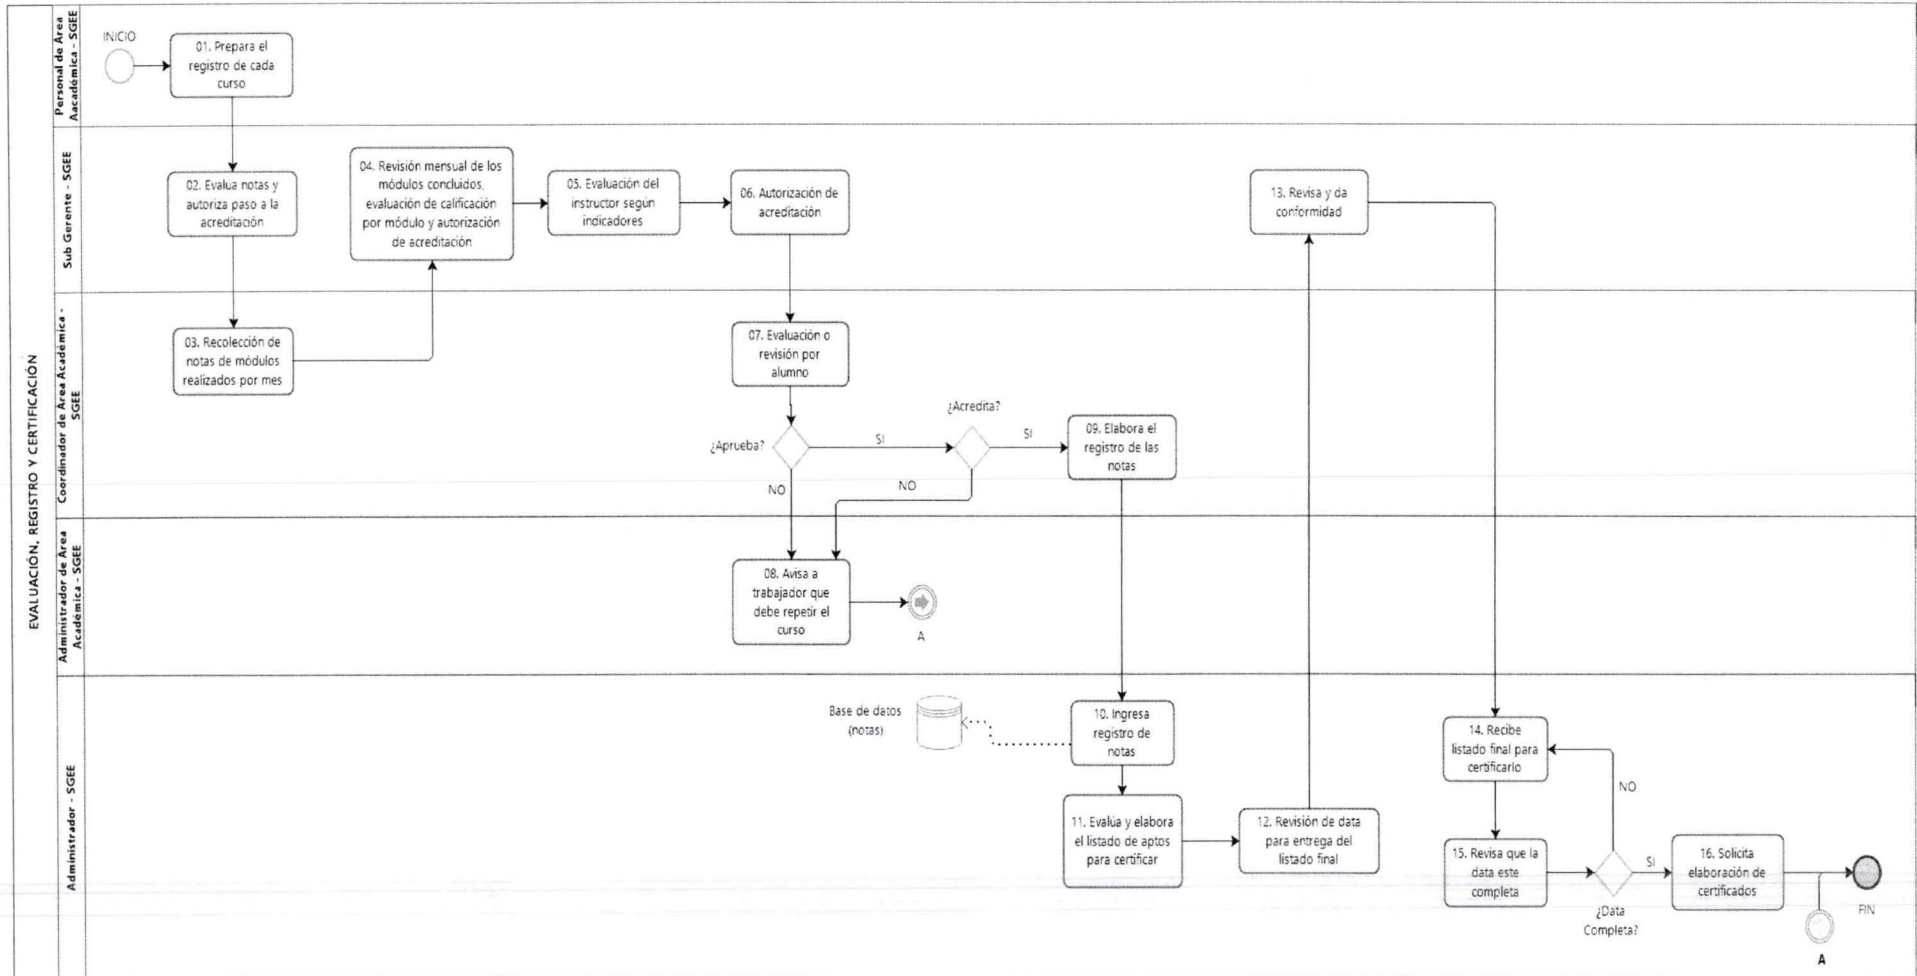 EVALUACIÓN, REGISTRO Y CERTIFICACIÓN
Personal de Área
Aacadémica - SGEE
INICIO
01. Prepara el
registro de cada
curso
Sub Gerente - SGEE
02. Evalua notas y
autoriza paso a la
acreditación
04. Revisión mensual de los
módulos concluidos,
evaluación de calificación
por módulo y autorización
de acreditación
05. Evaluación del
instructor según
indicadores
06. Autorización de
acreditación
13. Revisa y da
conformidad
Coordinador de Área Académica -
SGEE
03. Recolección de
notas de módulos
realizados por mes
07. Evaluación o
revisión por
alumno
¿Aprueba?
SI
NO
¿Acredita?
SI
NO
09. Elabora el
registro de las
notas
Administrador de Área
Académica - SGEE
08. Avisa a
trabajador que
debe repetir el
curso
A
Administrador - SGEE
Base de datos
(notas)
10. Ingresa
registro de
notas
11. Evalúa y elabora
el listado de aptos
para certificar
12. Revisión de data
para entrega del
listado final
14. Recibe
listado final para
certificarlo
NO
15. Revisa que la
data este
completa
¿Data
Completa?
SI
16. Solicita
elaboración de
certificados
FIN
A